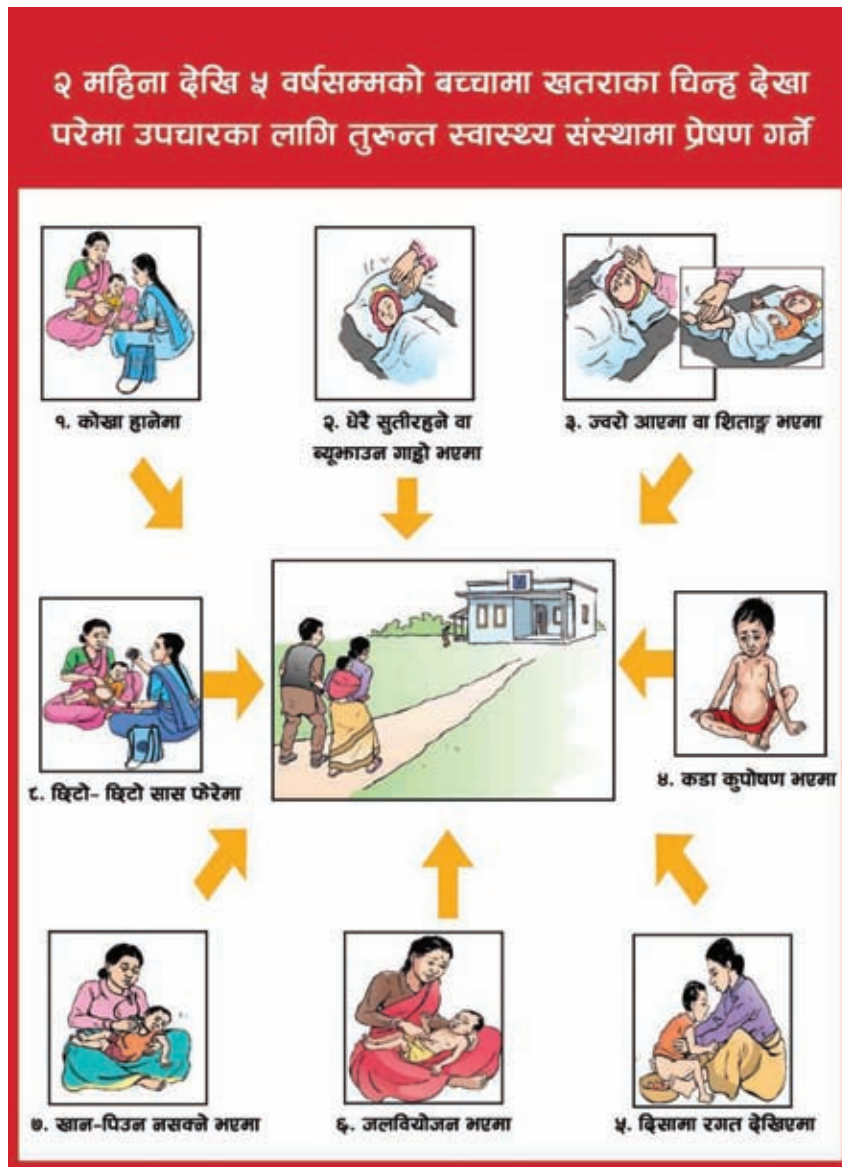 २ महिना देखि ५ वर्षसम्मको बच्चामा खतराका चिन्ह देखा
परेमा उपचारका लागि तुरुन्त स्वास्थ्य संस्थामा प्रेषण गर्ने
१. कोखा हानेमा
२. धेरै सुतीरहने वा
ब्यूझाउन गाह्रो भएमा
३. ज्वरो आएमा वा शिताङ्ग भएमा
४. कडा कुपोषण भएमा
५. दिसामा रगत देखिएमा
६. जलवियोजन भएमा
७. खान-पिउन नसक्ने भएमा
८. छिटो- छिटो सास फेरेमा